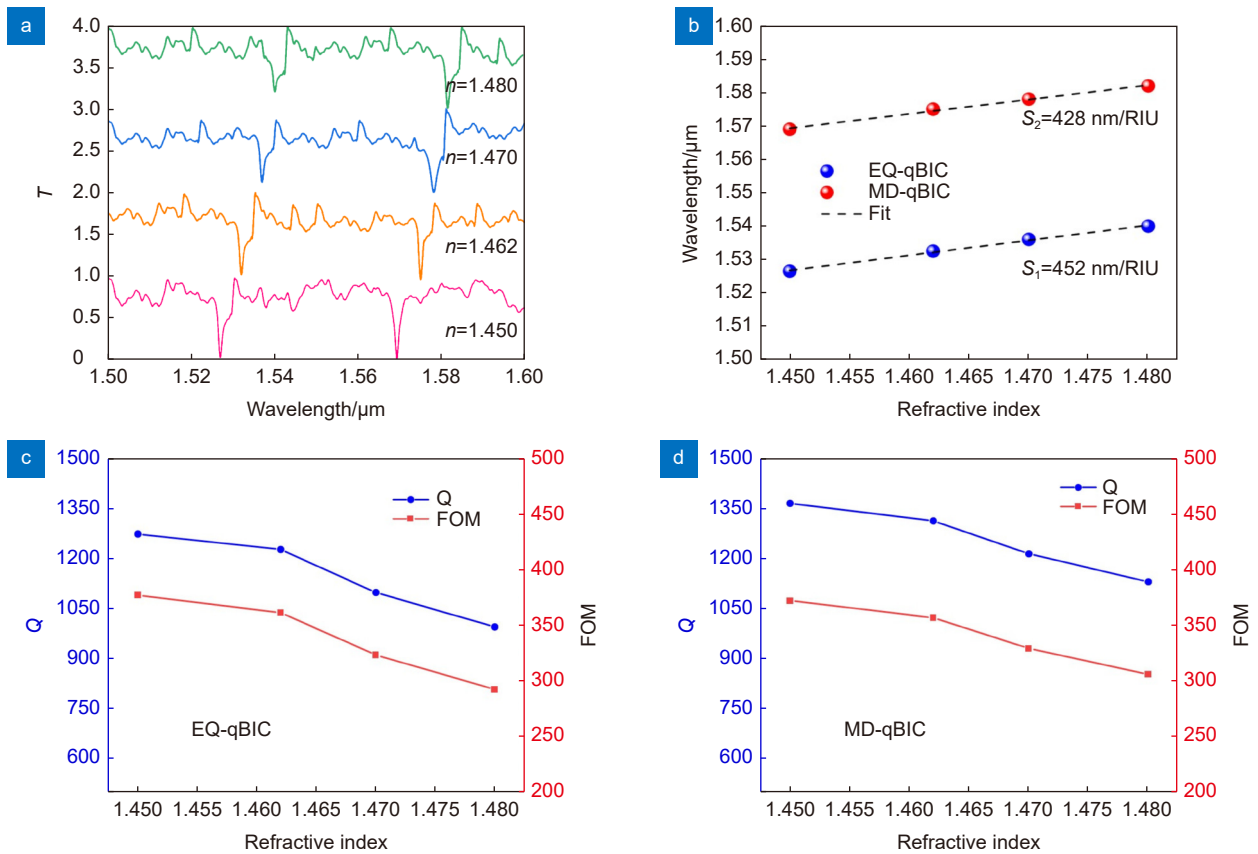 a
4.0
3.5
3.0
2.5
2.0
1.5
1.0
0.5
0
T
n=1.480
n=1.470
n=1.462
n=1.450
1.50 1.52 1.54 1.56 1.58 1.60
Wavelength/μm
b
1.60
1.59
1.58
1.57
1.56
1.55
1.54
1.53
1.52
1.51
1.50
Wavelength/μm
S₂=428 nm/RIU
EQ-qBIC
MD-qBIC
Fit
S₁=452 nm/RIU
1.450 1.455 1.460 1.465 1.470 1.475 1.480
Refractive index
c
1500
1350
1200
1050
900
750
600
Q
Q
FOM
EQ-qBIC
500
450
400
350
300
250
200
FOM
1.450 1.455 1.460 1.465 1.470 1.475 1.480
Refractive index
d
1500
1350
1200
1050
900
750
600
Q
Q
FOM
MD-qBIC
500
450
400
350
300
250
200
FOM
1.450 1.455 1.460 1.465 1.470 1.475 1.480
Refractive index